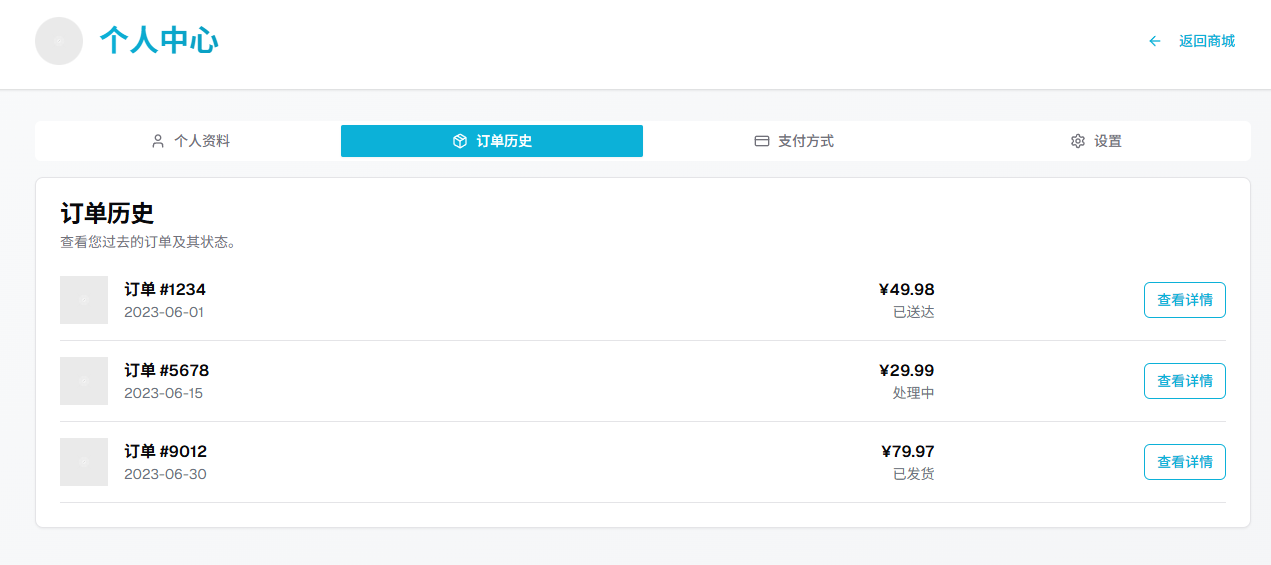 个人中心
返回商城
个人资料
订单历史
支付方式
设置
订单历史
查看您过去的订单及其状态。
订单 #1234
¥49.98
2023-06-01
已送达
查看详情
订单 #5678
¥29.99
2023-06-15
处理中
查看详情
订单 #9012
¥79.97
2023-06-30
已发货
查看详情